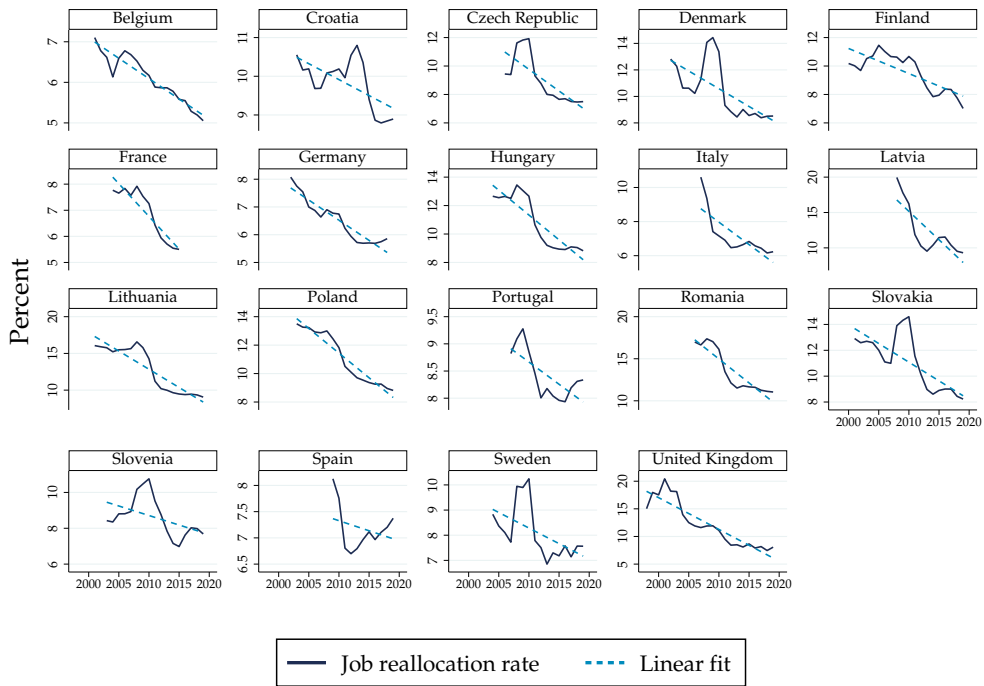 Percent
Belgium
7
6
5
Croatia
11
10
9
Czech Republic
12
10
8
6
Denmark
14
12
10
8
Finland
12
10
8
6
France
8
7
6
5
Germany
8
7
6
5
Hungary
14
12
10
8
Italy
10
8
6
Latvia
20
15
10
Lithuania
20
15
10
Poland
14
12
10
8
Portugal
9.5
9
8.5
8
Romania
20
15
10
Slovakia
14
12
10
8
2000 2005 2010 2015 2020
Slovenia
10
8
6
2000 2005 2010 2015 2020
Spain
8
7.5
7
6.5
2000 2005 2010 2015 2020
Sweden
10
9
8
7
2000 2005 2010 2015 2020
United Kingdom
20
15
10
5
2000 2005 2010 2015 2020
Job reallocation rate Linear fit